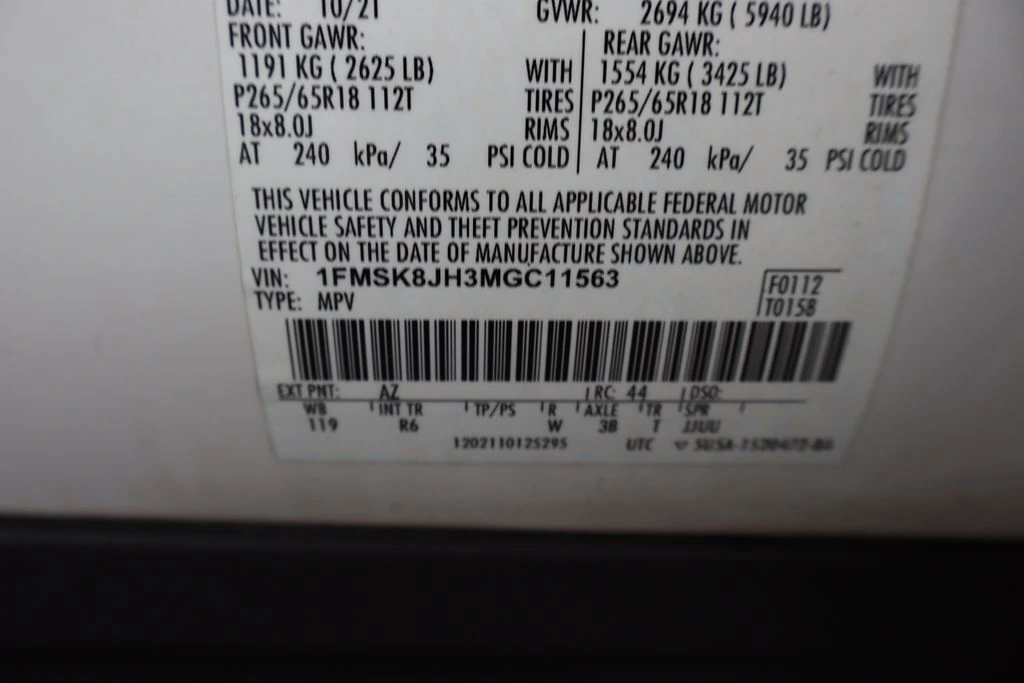 DATE: 10/21 GVWR: 2694 KG ( 5940 LB)
FRONT GAWR: REAR GAWR:
1191 KG ( 2625 LB) WITH 1554 KG ( 3425 LB) WITH
P265/65R18 112T TIRES P265/65R18 112T TIRES
18x8.0J RIMS 18x8.0J RIMS
AT 240 kPa/ 35 PSI COLD AT 240 kPa/ 35 PSI COLD
THIS VEHICLE CONFORMS TO ALL APPLICABLE FEDERAL MOTOR
VEHICLE SAFETY AND THEFT PREVENTION STANDARDS IN
EFFECT ON THE DATE OF MANUFACTURE SHOWN ABOVE.
VIN: 1FMSK8JH3MGC11563
F0112
TYPE: MPV
T0158
EXT PNT: AZ RC: 44 DSO:
WB INT TR TP/PS R AXLE TR SPR
119 R6 W 3B T JJUU
1202110125295 UTC